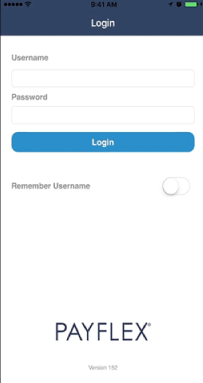 9:41 AM
Login
Username
Password
Login
Remember Username
PAYFLEX®
Version 152